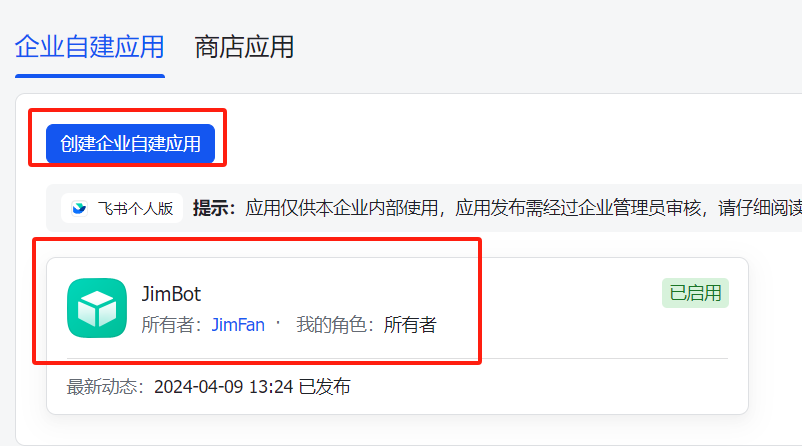 企业自建应用 商店应用
创建企业自建应用
飞书个人版 提示：应用仅供本企业内部使用，应用发布需经过企业管理员审核，请仔细阅读
JimBot 已启用
所有者：JimFan · 我的角色：所有者
最新动态：2024-04-09 13:24 已发布